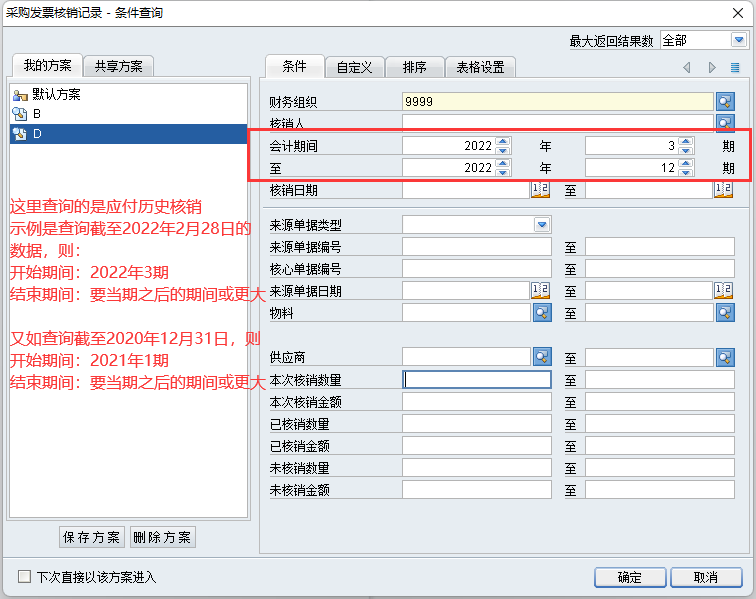 采购发票核销记录 - 条件查询
最大返回结果数 全部
我的方案 共享方案
条件 自定义 排序 表格设置
默认方案
B
D
财务组织 9999
核销人
会计期间 2022 年 3 期
至 2022 年 12 期
核销日期 12 至 12
来源单据类型
来源单据编号 至
核心单据编号 至
来源单据日期 12 至 12
物料 至
供应商 至
本次核销数量 至
本次核销金额 至
已核销数量 至
已核销金额 至
未核销数量 至
未核销金额 至
这里查询的是应付历史核销
示例是查询截至2022年2月28日的
数据，则：
开始期间：2022年3期
结束期间：要当期之后的期间或更大
又如查询截至2020年12月31日，则
开始期间：2021年1期
结束期间：要当期之后的期间或更大
保存方案 删除方案
下次直接以该方案进入
确定 取消